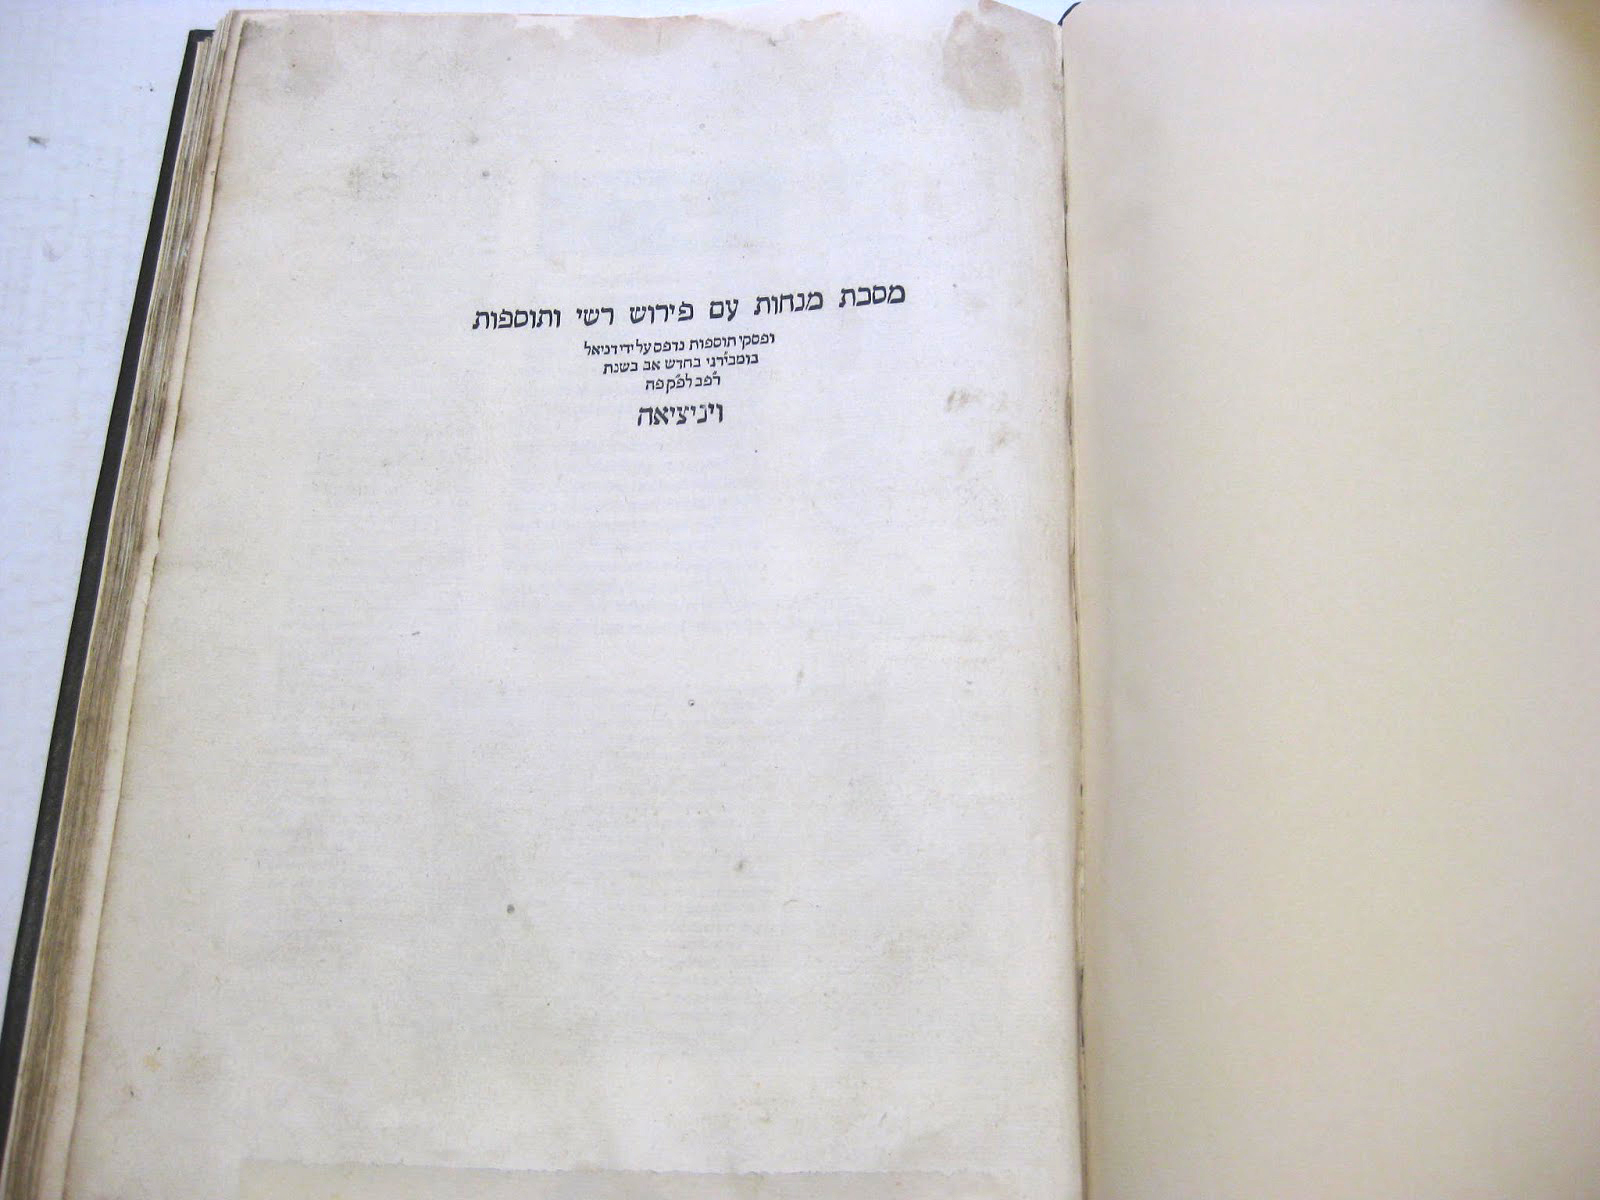 מסכת מנחות עם פירוש רשי ותוספות
ופסקי תוספות נדפס על ידי דניאל
בומבירגי בחדש אב בשנת
רפב לפק פה
ויניציאה